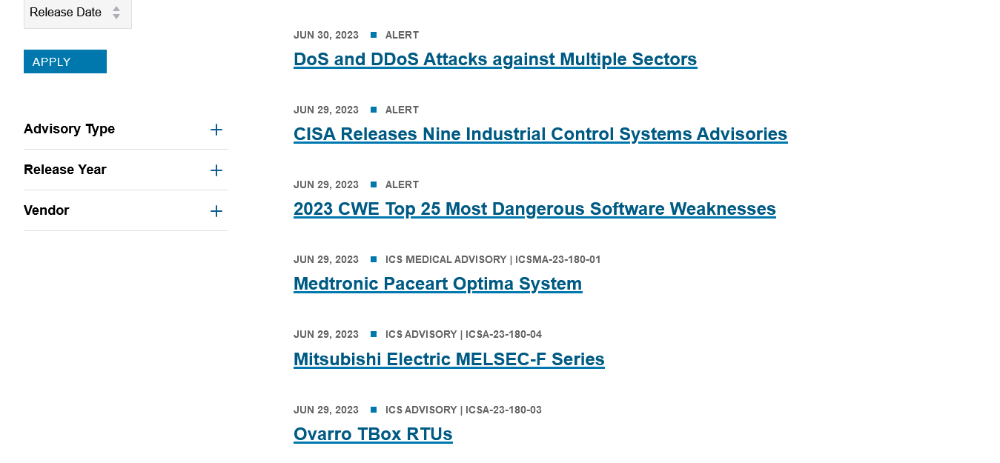 Release Date
APPLY
Advisory Type
Release Year
Vendor
JUN 30, 2023 ALERT
DoS and DDoS Attacks against Multiple Sectors
JUN 29, 2023 ALERT
CISA Releases Nine Industrial Control Systems Advisories
JUN 29, 2023 ALERT
2023 CWE Top 25 Most Dangerous Software Weaknesses
JUN 29, 2023 ICS MEDICAL ADVISORY | ICSMA-23-180-01
Medtronic Paceart Optima System
JUN 29, 2023 ICS ADVISORY | ICSA-23-180-04
Mitsubishi Electric MELSEC-F Series
JUN 29, 2023 ICS ADVISORY | ICSA-23-180-03
Ovarro TBox RTUs